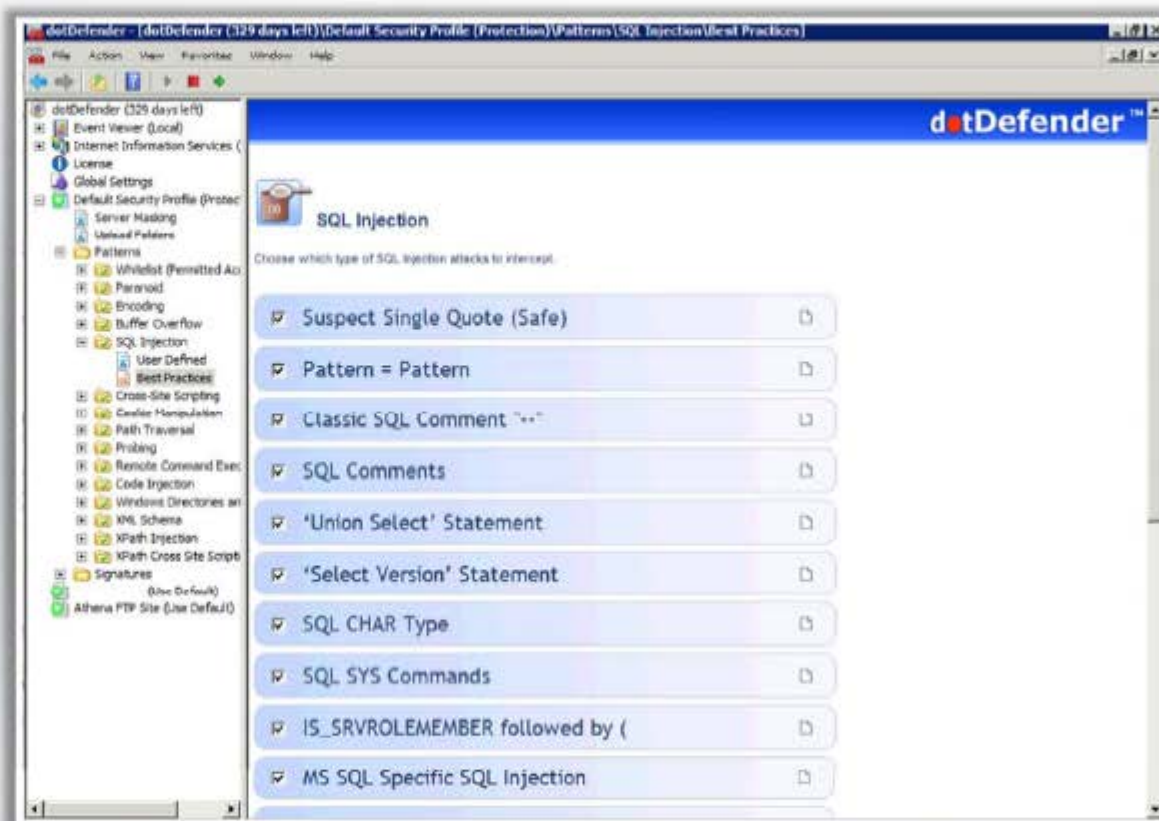 dotDefender - [dotDefender (329 days left)\Default Security Profile (Protection)\Patterns\SQL Injection\Best Practices]
File Action View Favorites Window Help
dotDefender (329 days left)
Event Viewer (Local)
Internet Information Services (
License
Global Settings
Default Security Profile (Protec
Server Masking
Upload Folders
Patterns
Whitelist (Permitted Acc
Paranoid
Encoding
Buffer Overflow
SQL Injection
User Defined
Best Practices
Cross-Site Scripting
Cookie Manipulation
Path Traversal
Probing
Remote Command Exec
Code Injection
Windows Directories an
XML Schema
XPath Injection
XPath Cross Site Scripti
Signatures
(Use Default)
Athena FTP Site (Use Default)
dotDefender™
SQL Injection
Choose which type of SQL Injection attacks to intercept.
Suspect Single Quote (Safe)
Pattern = Pattern
Classic SQL Comment "--"
SQL Comments
'Union Select' Statement
'Select Version' Statement
SQL CHAR Type
SQL SYS Commands
IS_SRVROLEMEMBER followed by (
MS SQL Specific SQL Injection